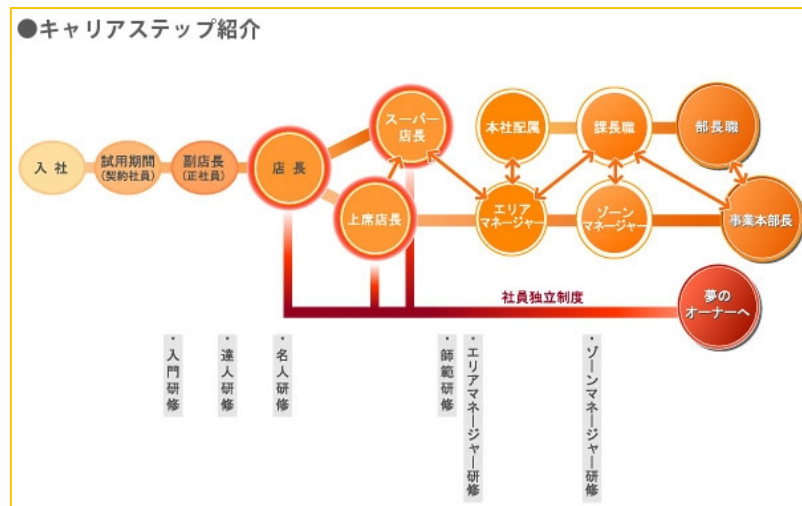 ●キャリアステップ紹介
入社
試用期間
(契約社員)
副店長
(正社員)
店長
スーパー
店長
上席店長
本社配属
エリア
マネージャー
課長職
ゾーン
マネージャー
部長職
事業本部長
社員独立制度
夢の
オーナーへ
・入門研修
・達人研修
・名人研修
・師範研修
・エリアマネージャー研修
・ゾーンマネージャー研修